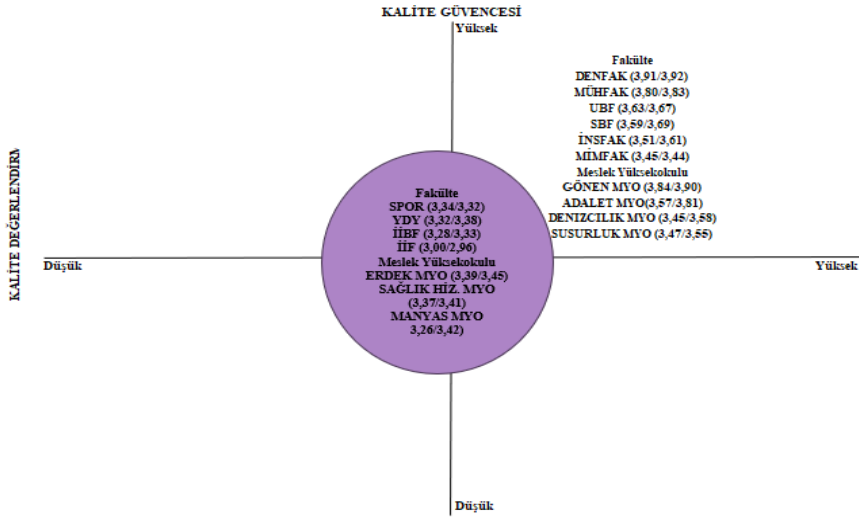 KALİTE GÜVENCESİ
Yüksek
Fakülte
DENFAK (3,91/3,92)
MÜHFAK (3,80/3,83)
UBF (3,63/3,67)
SBF (3,59/3,69)
İNSFAK (3,51/3,61)
MİMFAK (3,45/3,44)
Meslek Yüksekokulu
GÖNEN MYO (3,84/3,90)
ADALET MYO(3,57/3,81)
DENIZCILIK MYO (3,45/3,58)
SUSURLUK MYO (3,47/3,55)
KALİTE DEĞERLENDİRM
Fakülte
SPOR (3,34/3,32)
YDY (3,32/3,38)
İİBF (3,28/3,33)
İİF (3,00/2,96)
Meslek Yüksekokulu
ERDEK MYO (3,39/3,45)
SAĞLIK HİZ. MYO
(3,37/3,41)
MANYAS MYO
3,26/3,42)
Düşük
Yüksek
Düşük